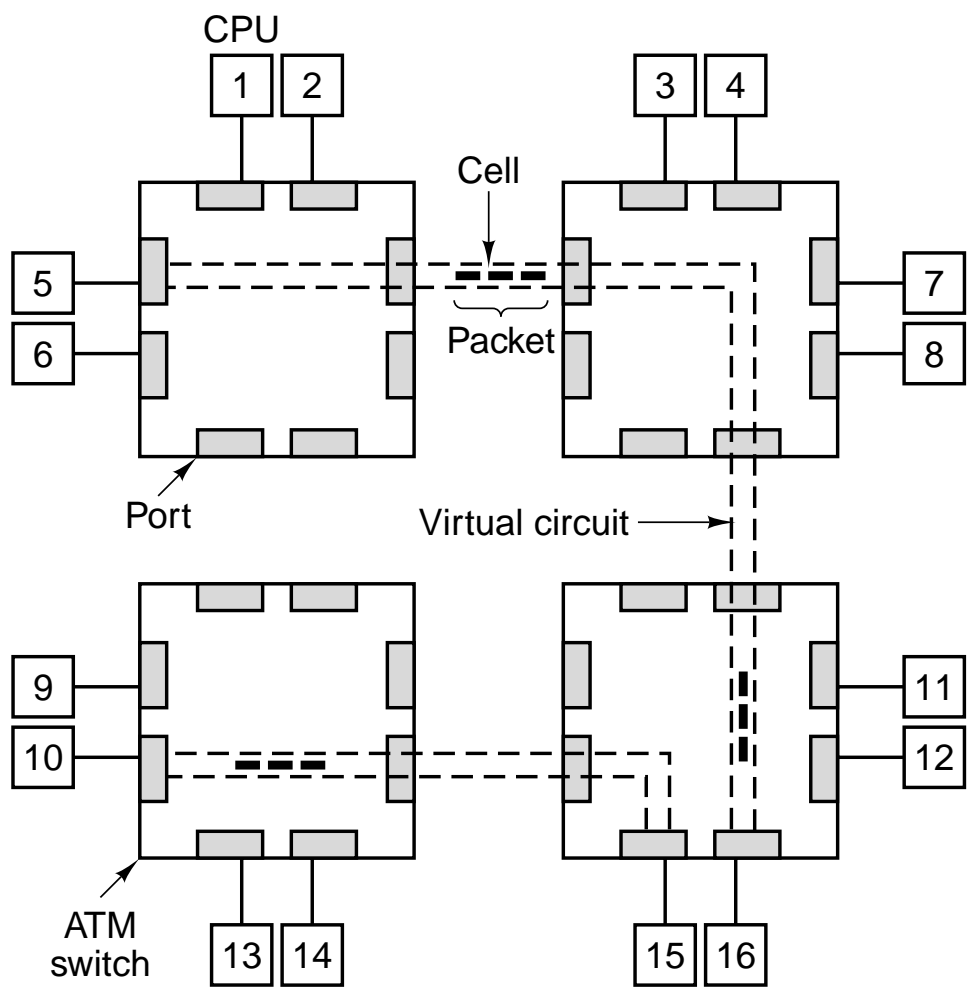 CPU
1 2 3 4
Cell
5 7
Packet
6 8
Port
Virtual circuit
9 11
10 12
ATM
switch
13 14 15 16